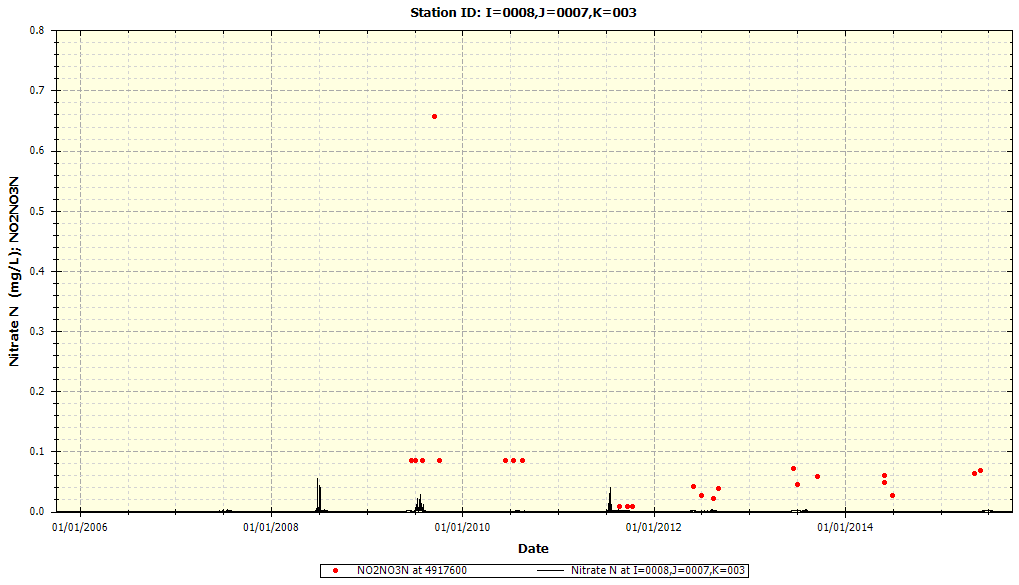 Station ID: I=0008,J=0007,K=003
Nitrate N (mg/L); NO2NO3N
0.8
0.7
0.6
0.5
0.4
0.3
0.2
0.1
0.0
01/01/2006 01/01/2008 01/01/2010 01/01/2012 01/01/2014
Date
NO2NO3N at 4917600 Nitrate N at I=0008,J=0007,K=003